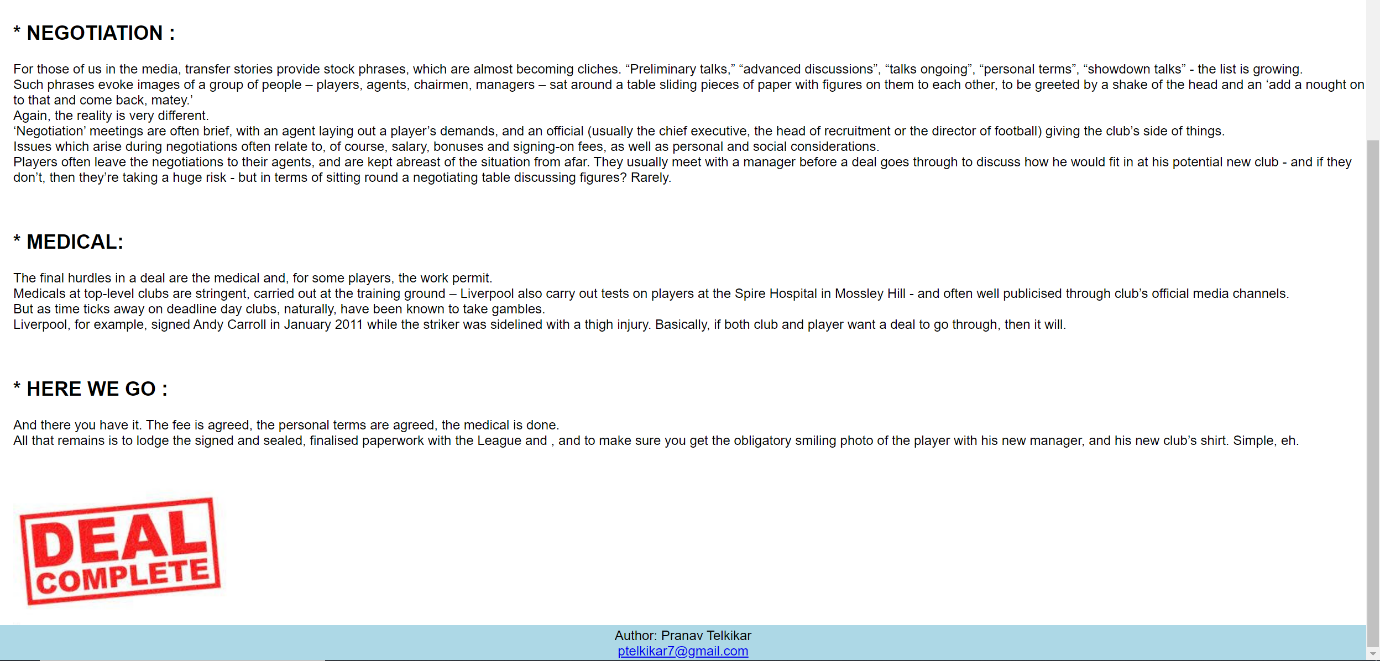 * NEGOTIATION :
For those of us in the media, transfer stories provide stock phrases, which are almost becoming cliches. “Preliminary talks,” “advanced discussions”, “talks ongoing”, “personal terms”, “showdown talks” - the list is growing.
Such phrases evoke images of a group of people – players, agents, chairmen, managers – sat around a table sliding pieces of paper with figures on them to each other, to be greeted by a shake of the head and an ‘add a nought on
to that and come back, matey.’
Again, the reality is very different.
‘Negotiation’ meetings are often brief, with an agent laying out a player’s demands, and an official (usually the chief executive, the head of recruitment or the director of football) giving the club’s side of things.
Issues which arise during negotiations often relate to, of course, salary, bonuses and signing-on fees, as well as personal and social considerations.
Players often leave the negotiations to their agents, and are kept abreast of the situation from afar. They usually meet with a manager before a deal goes through to discuss how he would fit in at his potential new club - and if they
don’t, then they’re taking a huge risk - but in terms of sitting round a negotiating table discussing figures? Rarely.
* MEDICAL:
The final hurdles in a deal are the medical and, for some players, the work permit.
Medicals at top-level clubs are stringent, carried out at the training ground – Liverpool also carry out tests on players at the Spire Hospital in Mossley Hill - and often well publicised through club’s official media channels.
But as time ticks away on deadline day clubs, naturally, have been known to take gambles.
Liverpool, for example, signed Andy Carroll in January 2011 while the striker was sidelined with a thigh injury. Basically, if both club and player want a deal to go through, then it will.
* HERE WE GO :
And there you have it. The fee is agreed, the personal terms are agreed, the medical is done.
All that remains is to lodge the signed and sealed, finalised paperwork with the League and , and to make sure you get the obligatory smiling photo of the player with his new manager, and his new club’s shirt. Simple, eh.
DEAL
COMPLETE
Author: Pranav Telkikar
ptelkikar7@gmail.com